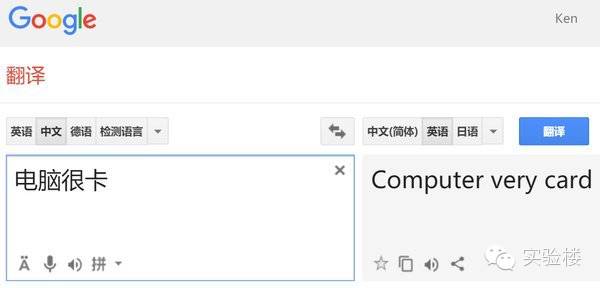 Google
Ken
翻译
英语 中文 德语 检测语言
中文(简体) 英语 日语 翻译
电脑很卡
Computer very card
Ä 拼
实验楼